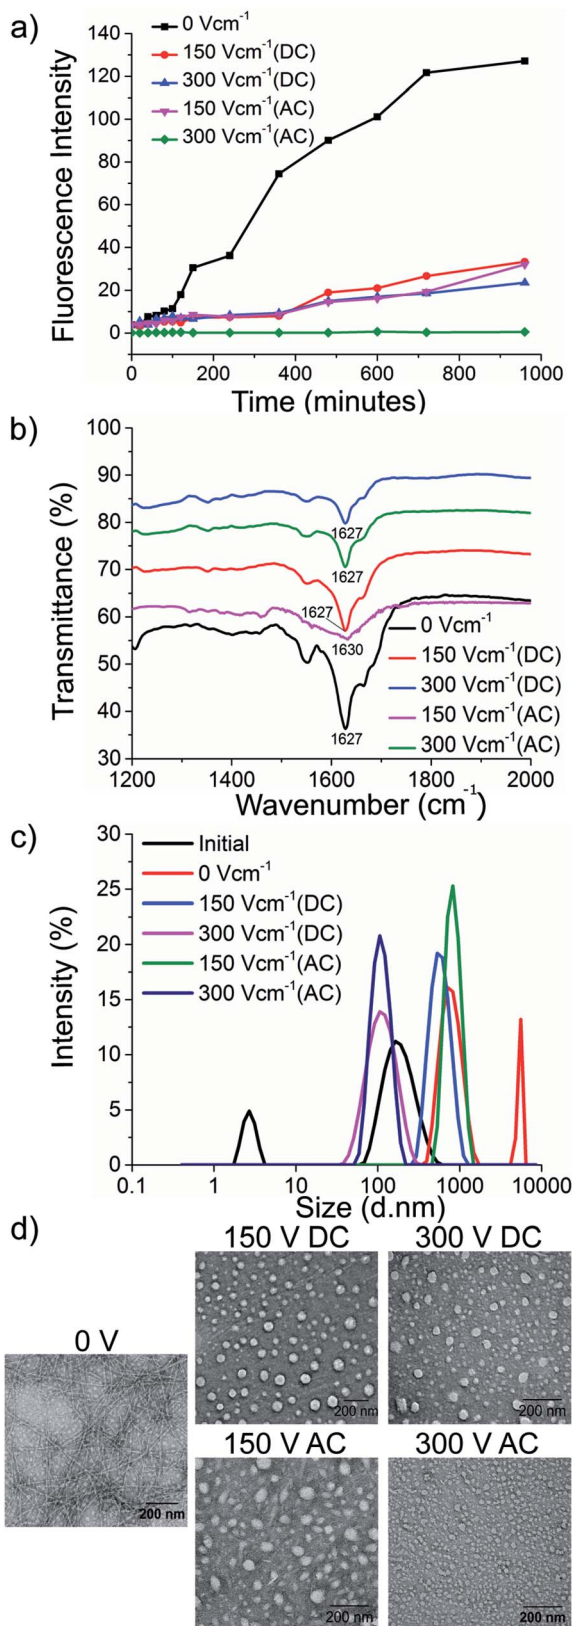 a)
0 Vcm⁻¹
150 Vcm⁻¹(DC)
300 Vcm⁻¹(DC)
150 Vcm⁻¹(AC)
300 Vcm⁻¹(AC)
Fluorescence Intensity
140
120
100
80
60
40
20
0
0 200 400 600 800 1000
Time (minutes)
b)
Transmittance (%)
100
90
80
70
60
50
40
30
1627
1627
1627
1630
1627
0 Vcm⁻¹
150 Vcm⁻¹(DC)
300 Vcm⁻¹(DC)
150 Vcm⁻¹(AC)
300 Vcm⁻¹(AC)
1200 1400 1600 1800 2000
Wavenumber (cm⁻¹)
c)
Intensity (%)
30
25
20
15
10
5
0
Initial
0 Vcm⁻¹
150 Vcm⁻¹(DC)
300 Vcm⁻¹(DC)
150 Vcm⁻¹(AC)
300 Vcm⁻¹(AC)
0.1 1 10 100 1000 10000
Size (d.nm)
d)
150 V DC 300 V DC
200 nm 200 nm
0 V
200 nm
150 V AC 300 V AC
200 nm 200 nm